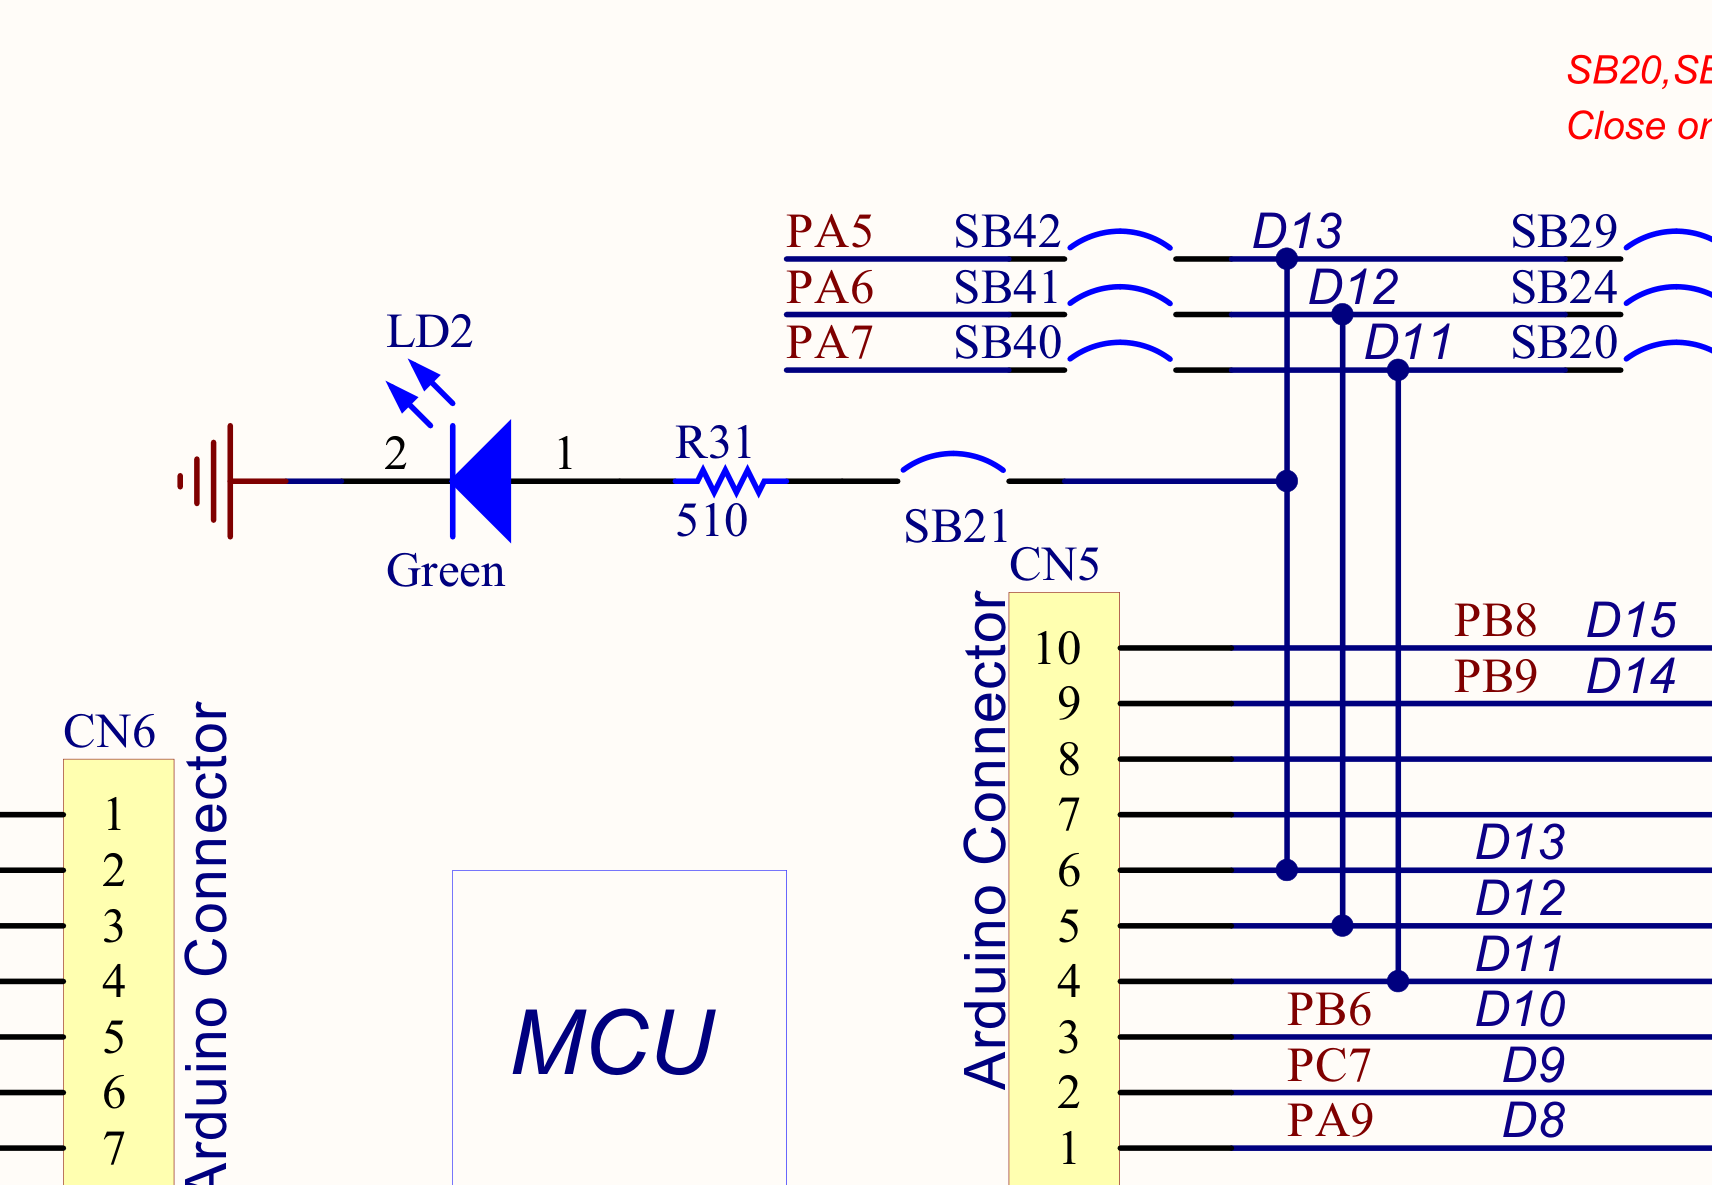 SB20,SB
Close on
PA5 SB42 D13 SB29
PA6 SB41 D12 SB24
PA7 SB40 D11 SB20
LD2
2 1 R31
510
SB21
Green
CN5
Arduino Connector
10 PB8 D15
9 PB9 D14
8
7
6 D13
5 D12
4 D11
3 PB6 D10
2 PC7 D9
1 PA9 D8
CN6
Arduino Connector
1
2
3
4
5
6
7
MCU